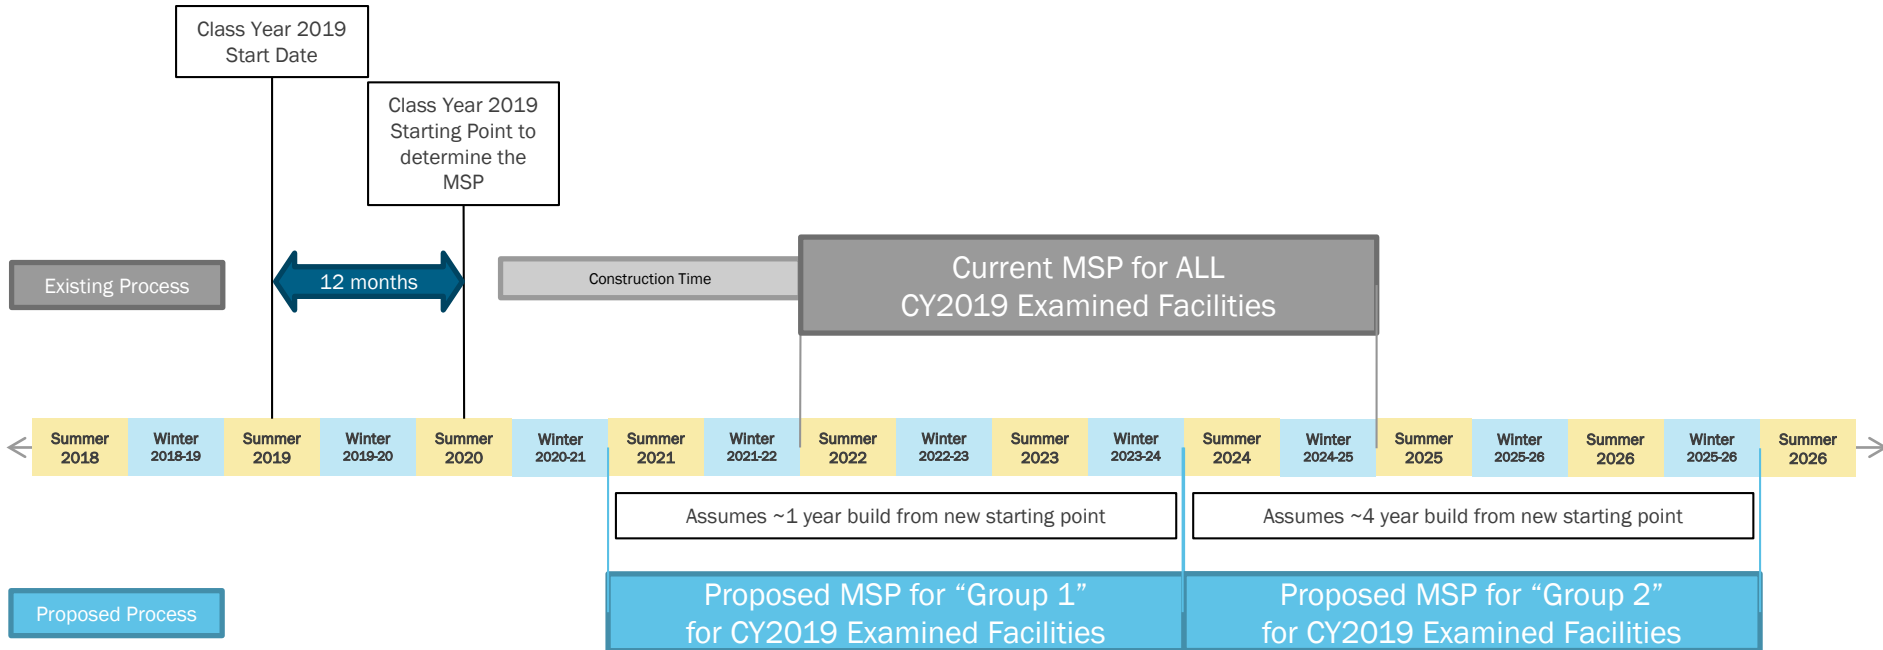 Class Year 2019
Start Date
Class Year 2019
Starting Point to
determine the
MSP
Existing Process
12 months
Construction Time
Current MSP for ALL
CY2019 Examined Facilities
Summer
2018
Winter
2018-19
Summer
2019
Winter
2019-20
Summer
2020
Winter
2020-21
Summer
2021
Winter
2021-22
Summer
2022
Winter
2022-23
Summer
2023
Winter
2023-24
Summer
2024
Winter
2024-25
Summer
2025
Winter
2025-26
Summer
2026
Winter
2025-26
Summer
2026
Assumes ~1 year build from new starting point
Assumes ~4 year build from new starting point
Proposed Process
Proposed MSP for “Group 1”
for CY2019 Examined Facilities
Proposed MSP for “Group 2”
for CY2019 Examined Facilities